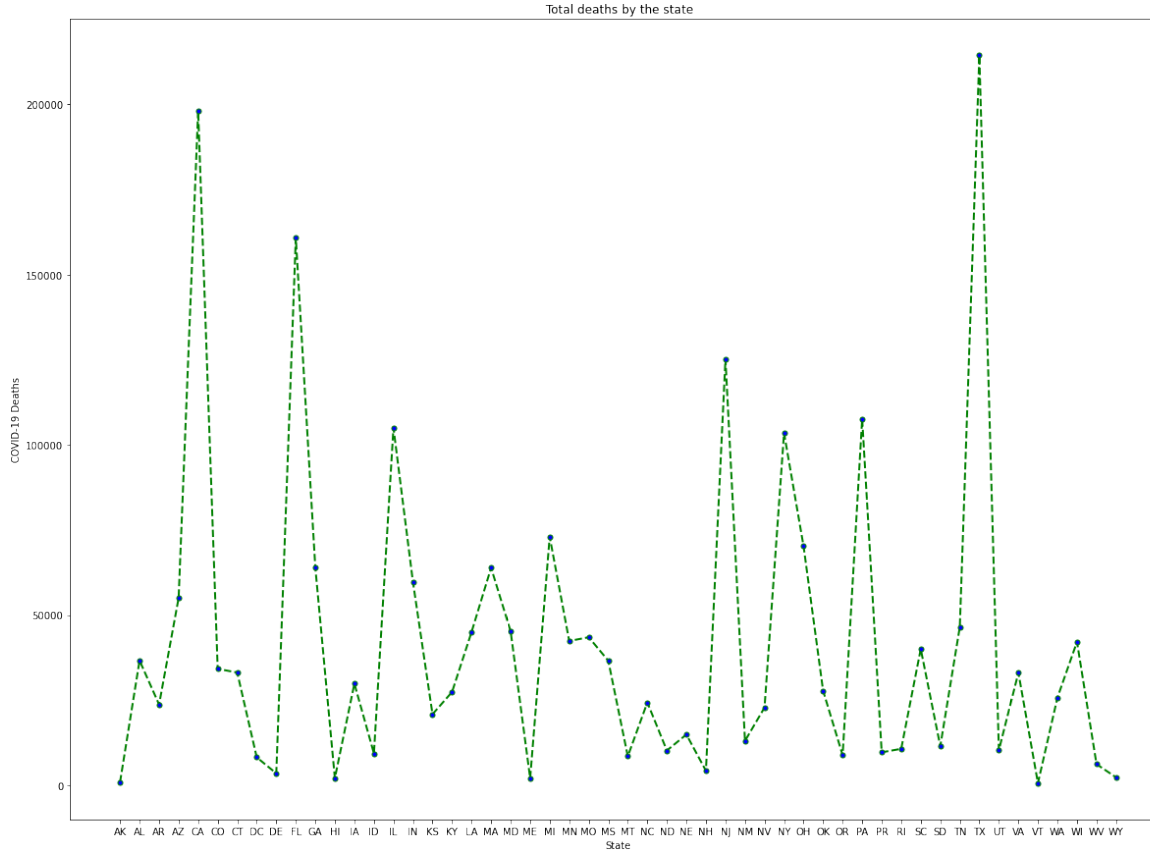 Total deaths by the state
200000
150000
100000
50000
0
COVID-19 Deaths
AK AL AR AZ CA CO CT DC DE FL GA HI IA ID IL IN KS KY LA MA MD ME MI MN MO MS MT NC ND NE NH NJ NM NV NY OH OK OR PA PR RI SC SD TN TX UT VA VT WA WI WV WY
State